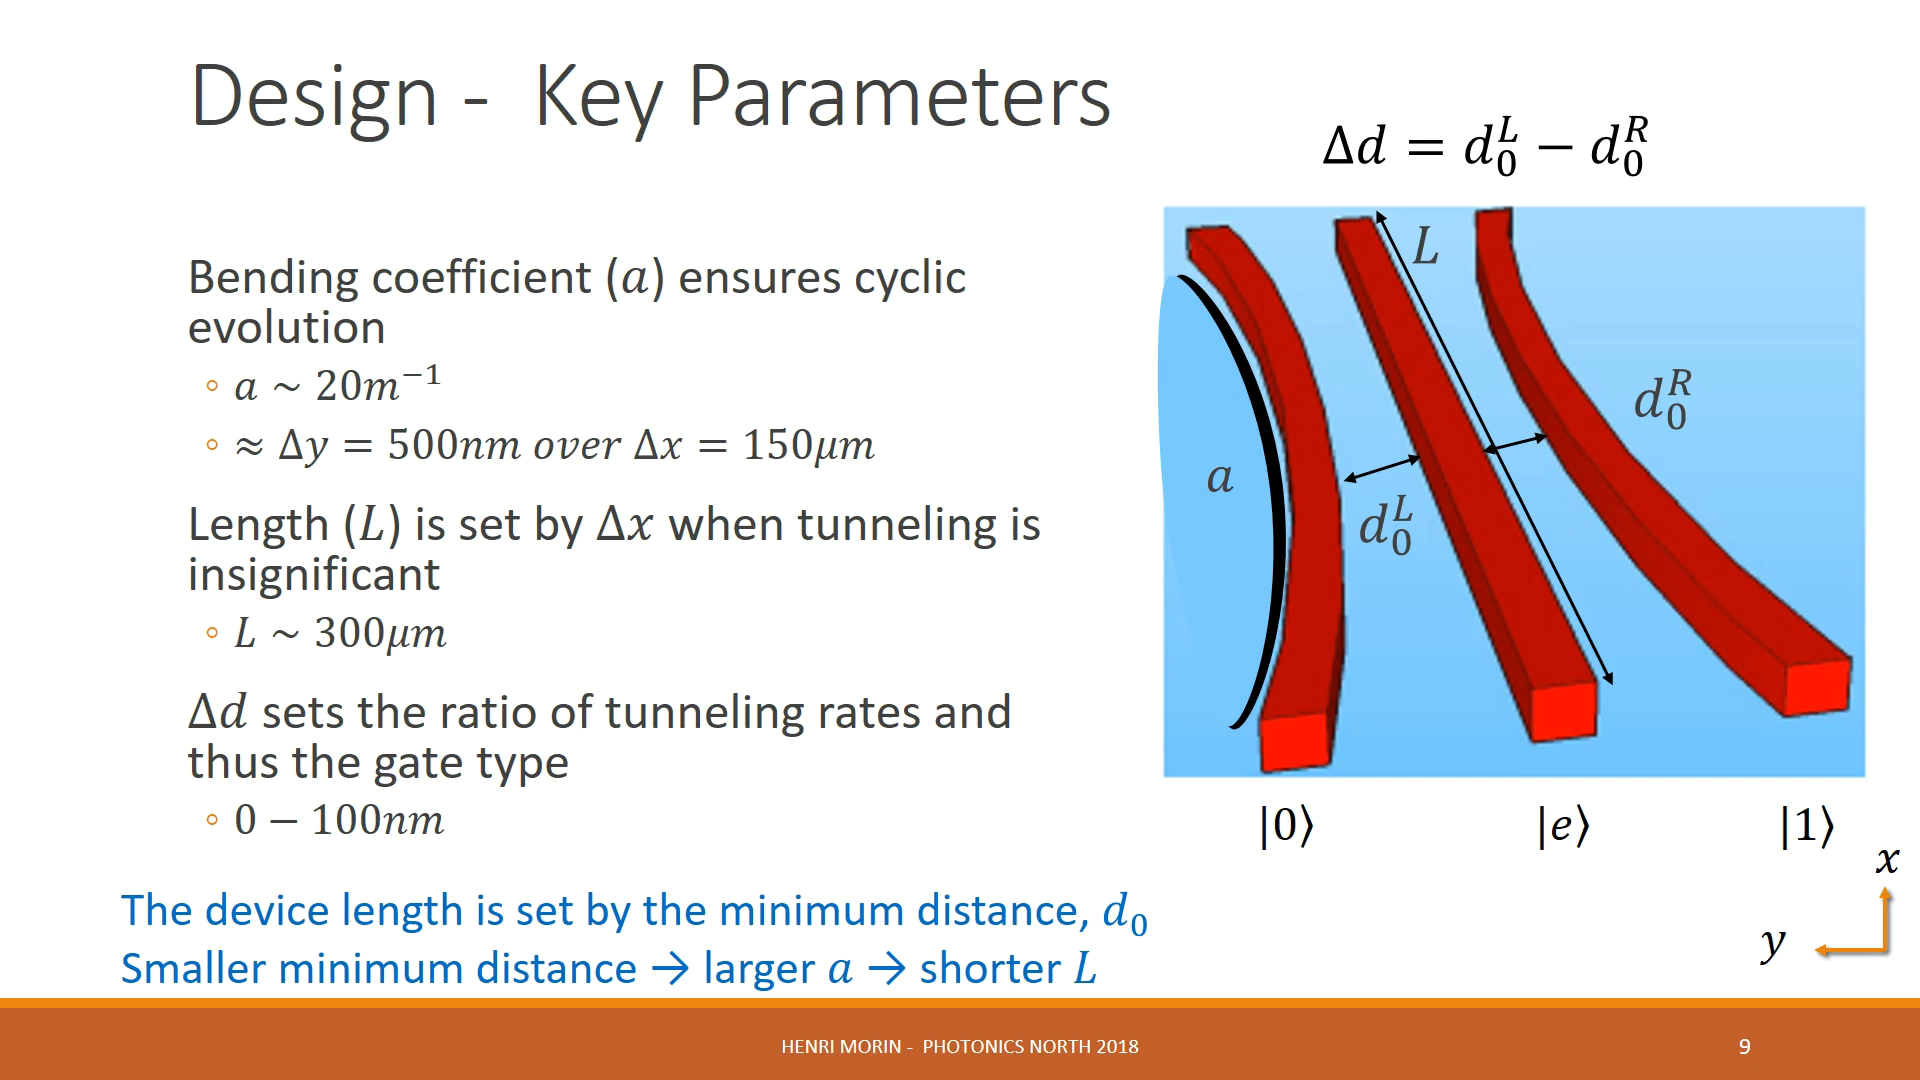 Design -  Key Parameters
Δd = d₀ᴸ − d₀ᴿ
Bending coefficient (a) ensures cyclic
evolution
◦ a ~ 20m⁻¹
◦ ≈ Δy = 500nm over Δx = 150μm
Length (L) is set by Δx when tunneling is
insignificant
◦ L ~ 300μm
Δd sets the ratio of tunneling rates and
thus the gate type
◦ 0 − 100nm
The device length is set by the minimum distance, d₀
Smaller minimum distance → larger a → shorter L
L
d₀ᴿ
a
d₀ᴸ
|0⟩ |e⟩ |1⟩
x
y
HENRI MORIN - PHOTONICS NORTH 2018
9